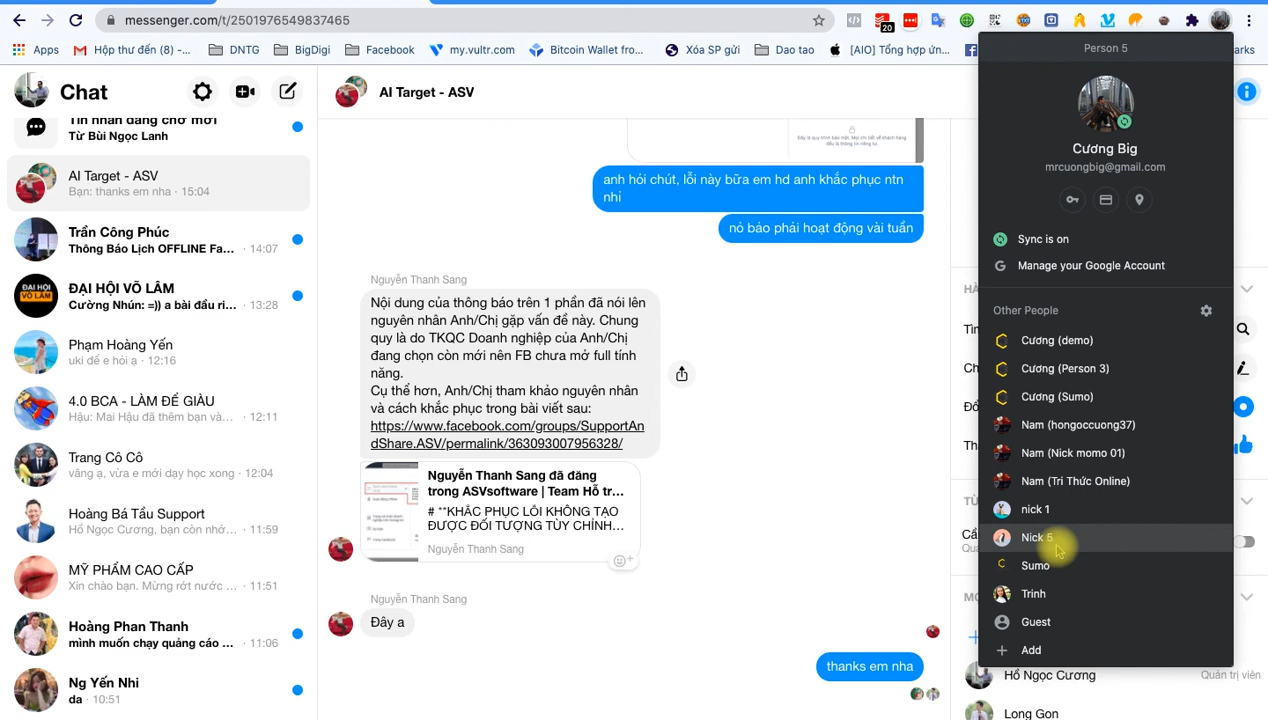 messenger.com/t/2501976549837465
20
Apps
Hộp thư đến (8) -...
DNTG
BigDigi
Facebook
my.vultr.com
Bitcoin Wallet fro...
Xóa SP gửi
Dao tao
[AIO] Tổng hợp ứn...
arks
Chat
Tin nhắn đang chờ mới
Từ Bùi Ngọc Lanh
AI Target - ASV
Bạn: thanks em nha · 15:04
Trần Công Phúc
Thông Báo Lịch OFFLINE Fa... · 14:07
ĐẠI HỘI VÕ LÂM
Cường Nhún: =)) a bài đầu ri... · 13:28
Phạm Hoàng Yến
uki để e hỏi ạ · 12:16
4.0 BCA - LÀM ĐỂ GIÀU
Hậu: Mai Hậu đã thêm bạn và... · 12:11
Trang Cô Cô
vâng ạ, vừa e mới dạy học xong · 12:04
Hoàng Bá Tầu Support
Hồ Ngọc Cương, bạn còn nhớ... · 11:59
MỸ PHẨM CAO CẤP
Xin chào bạn. Mừng rớt nước ... · 11:51
Hoàng Phan Thanh
mình muốn chạy quảng cáo ... · 11:06
Ng Yến Nhi
da · 10:51
AI Target - ASV
anh hỏi chút, lỗi này bữa em hd anh khắc phục ntn
nhỉ
nó bảo phải hoạt động vài tuần
Nguyễn Thanh Sang
Nội dung của thông báo trên 1 phần đã nói lên
nguyên nhân Anh/Chị gặp vấn đề này. Chung
quy là do TKQC Doanh nghiệp của Anh/Chị
đang chọn còn mới nên FB chưa mở full tính
năng.
Cụ thể hơn, Anh/Chị tham khảo nguyên nhân
và cách khắc phục trong bài viết sau:
https://www.facebook.com/groups/SupportAn
dShare.ASV/permalink/363093007956328/
Nguyễn Thanh Sang đã đăng
trong ASVsoftware | Team Hỗ tr...
# **KHẮC PHỤC LỖI KHÔNG TẠO
ĐƯỢC ĐỐI TƯỢNG TÙY CHỈNH...
Nguyễn Thanh Sang
Nguyễn Thanh Sang
Đây a
thanks em nha
Person 5
Cương Big
mrcuongbig@gmail.com
Sync is on
Manage your Google Account
Other People
Cương (demo)
Cương (Person 3)
Cương (Sumo)
Nam (hongoccuong37)
Nam (Nick momo 01)
Nam (Tri Thức Online)
nick 1
Nick 5
Sumo
Trinh
Guest
Add
Hồ Ngọc Cương
Quản trị viên
Long Gon